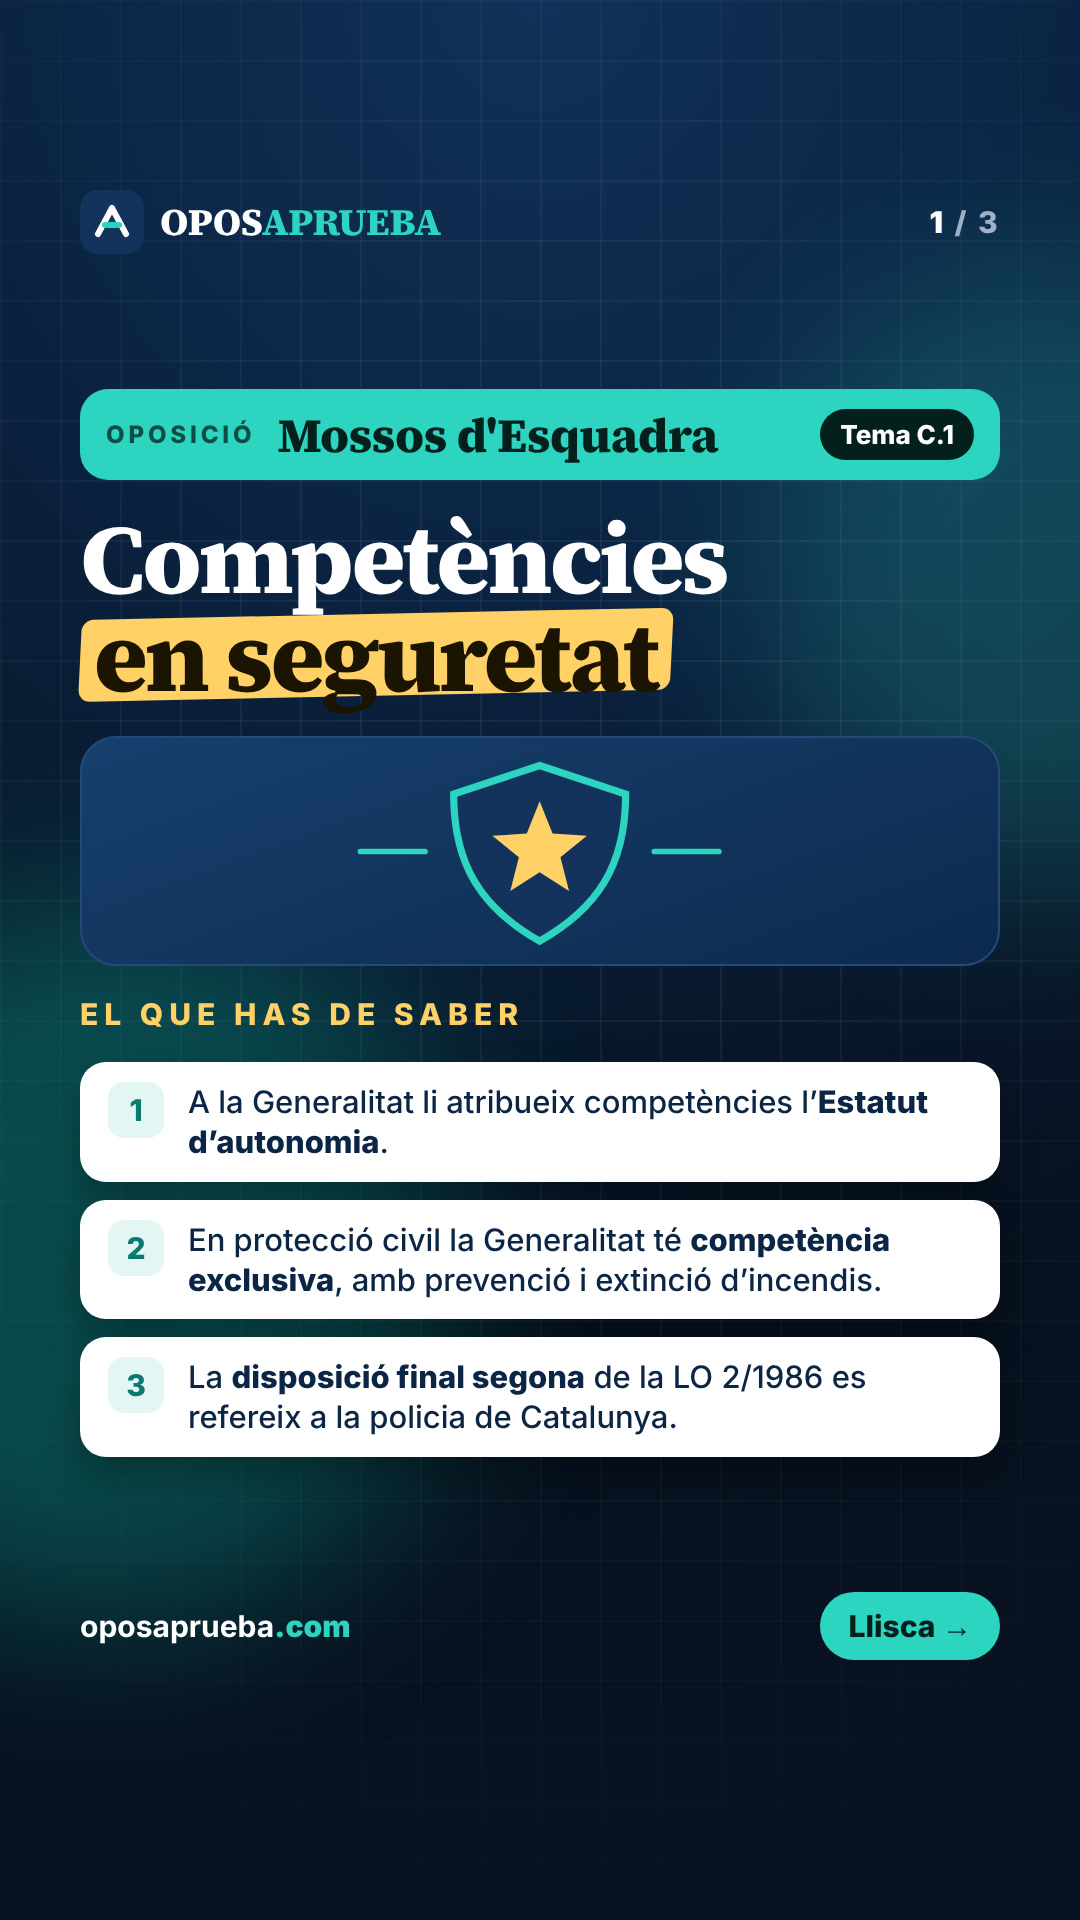 OPOSAPRUEBA
1 / 3
OPOSICIÓ Mossos d'Esquadra Tema C.1
Competències
en seguretat
EL QUE HAS DE SABER
1 A la Generalitat li atribueix competències l’Estatut
d’autonomia.
2 En protecció civil la Generalitat té competència
exclusiva, amb prevenció i extinció d’incendis.
3 La disposició final segona de la LO 2/1986 es
refereix a la policia de Catalunya.
oposaprueba.com
Llisca →